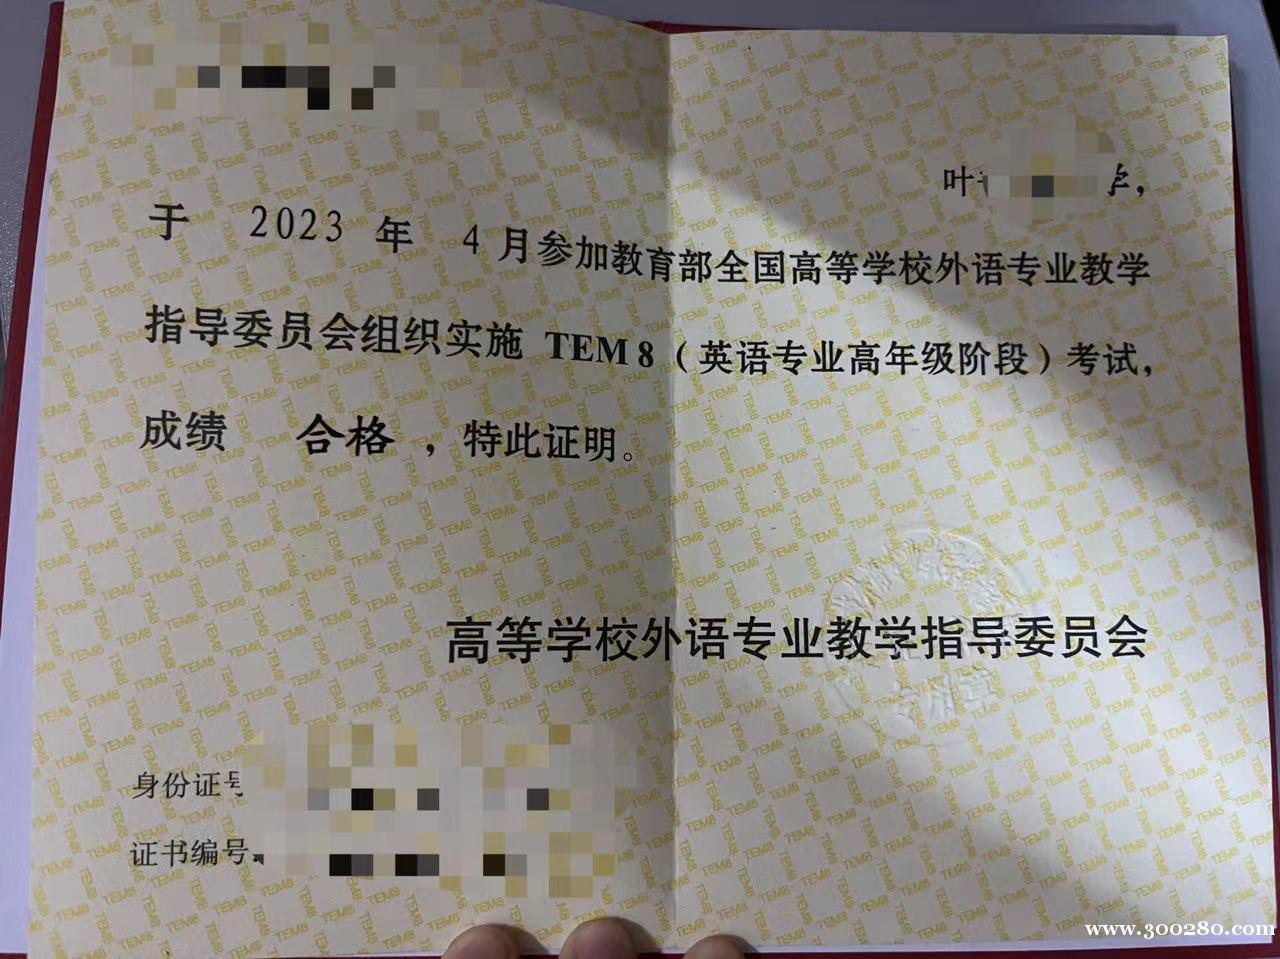 叶
于 2023 年 4 月参加教育部全国高等学校外语专业教学
指导委员会组织实施 TEM 8（英语专业高年级阶段）考试，
成绩 合格 ，特此证明。
高等学校外语专业教学指导委员会
专用章
身份证号
证书编号
www.300280.com